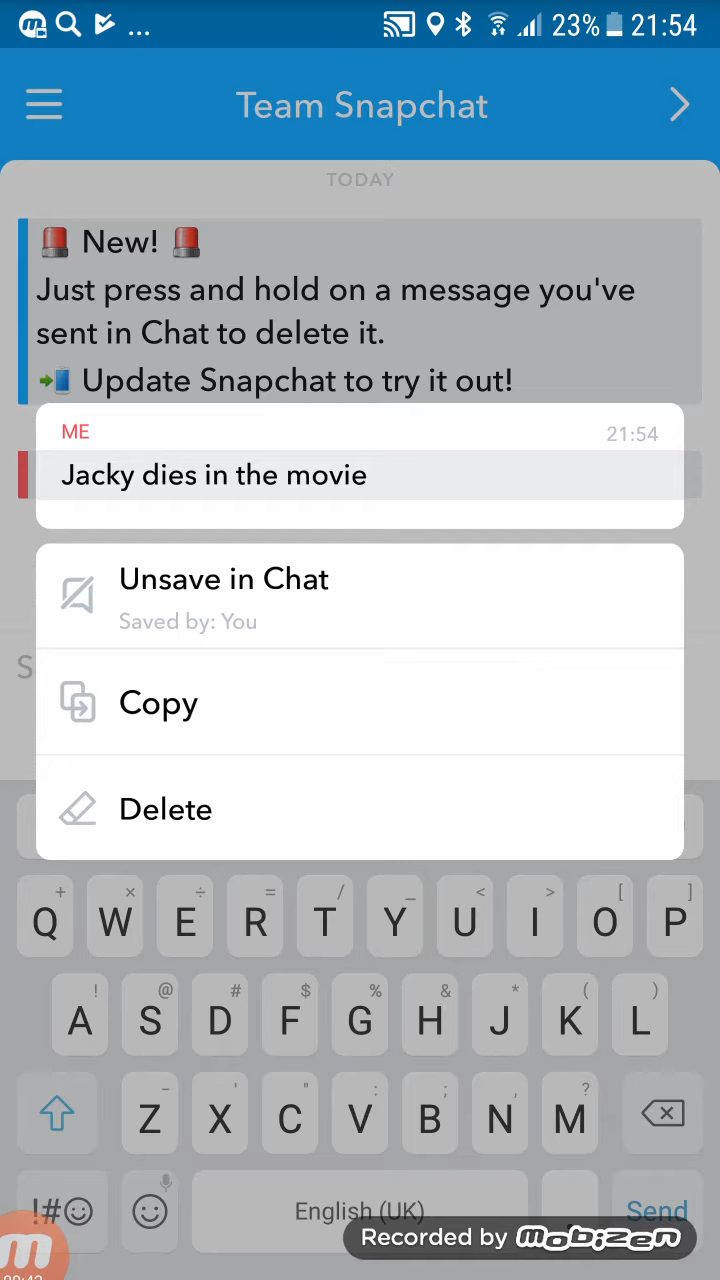 ... 23% 21:54
Team Snapchat
TODAY
🚨 New! 🚨
Just press and hold on a message you've
sent in Chat to delete it.
📲 Update Snapchat to try it out!
ME 21:54
Jacky dies in the movie
Unsave in Chat
Saved by: You
S
Copy
Delete
+ × ÷ = / _ < > [ ]
Q W E R T Y U I O P
! @ # $ % & * ( )
A S D F G H J K L
- ' " : ; , ?
Z X C V B N M
!#☺ English (UK) . Send
Recorded by mobizen